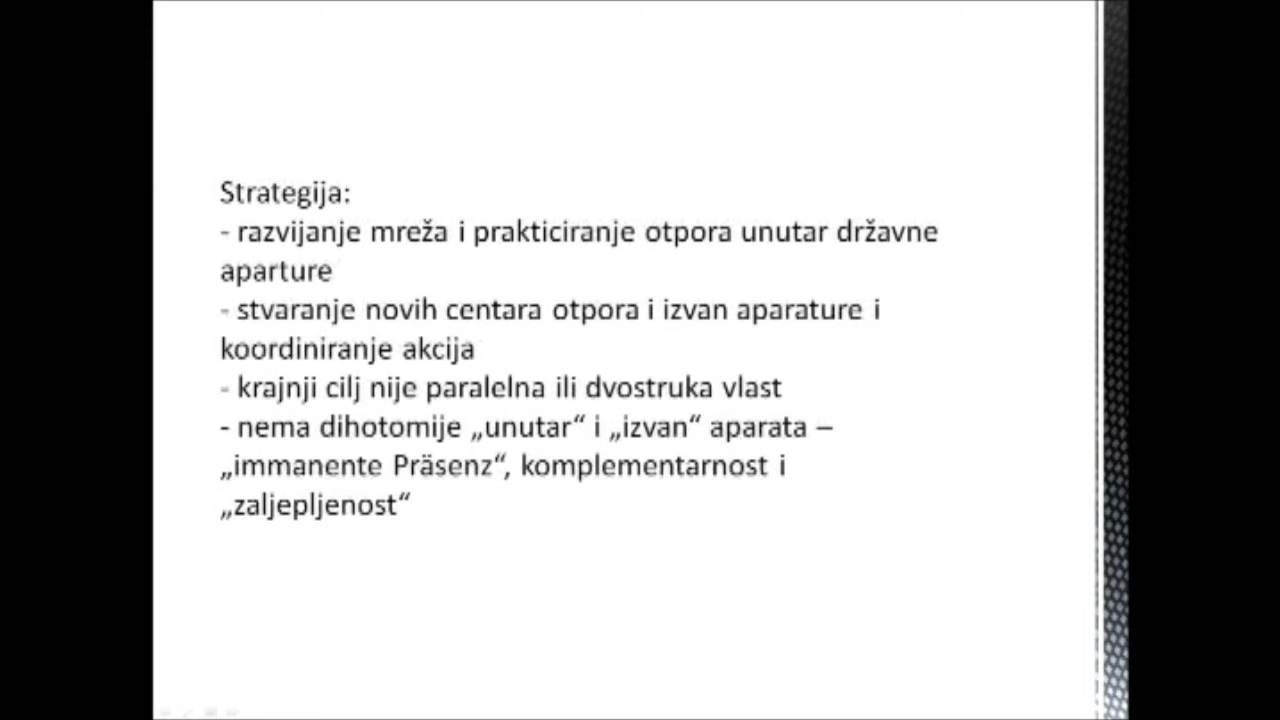 Strategija:
- razvijanje mreža i prakticiranje otpora unutar državne
aparture
- stvaranje novih centara otpora i izvan aparature i
koordiniranje akcija
- krajnji cilj nije paralelna ili dvostruka vlast
- nema dihotomije „unutar“ i „izvan“ aparata –
„immanente Präsenz“, komplementarnost i
„zaljepljenost“